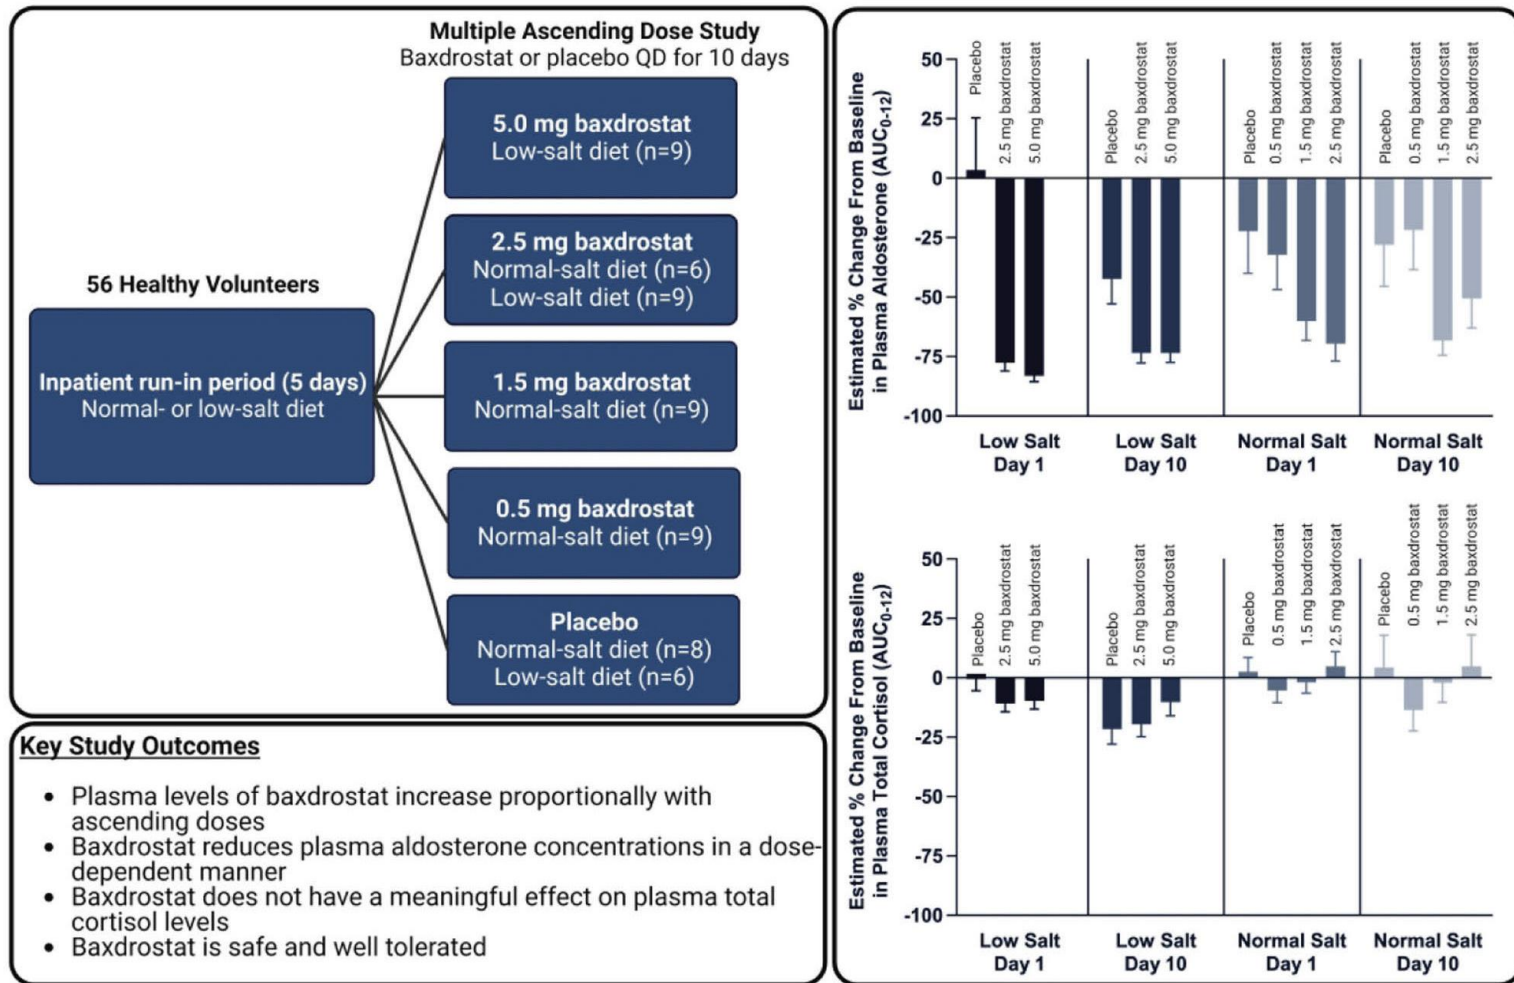 Multiple Ascending Dose Study
Baxdrostat or placebo QD for 10 days
56 Healthy Volunteers
Inpatient run-in period (5 days)
Normal- or low-salt diet
5.0 mg baxdrostat
Low-salt diet (n=9)
2.5 mg baxdrostat
Normal-salt diet (n=6)
Low-salt diet (n=9)
1.5 mg baxdrostat
Normal-salt diet (n=9)
0.5 mg baxdrostat
Normal-salt diet (n=9)
Placebo
Normal-salt diet (n=8)
Low-salt diet (n=6)
Key Study Outcomes
• Plasma levels of baxdrostat increase proportionally with
ascending doses
• Baxdrostat reduces plasma aldosterone concentrations in a dose-
dependent manner
• Baxdrostat does not have a meaningful effect on plasma total
cortisol levels
• Baxdrostat is safe and well tolerated
Estimated % Change From Baseline
in Plasma Aldosterone (AUC0-12)
50
25
0
-25
-50
-75
-100
Placebo
2.5 mg baxdrostat
5.0 mg baxdrostat
Placebo
2.5 mg baxdrostat
5.0 mg baxdrostat
Placebo
0.5 mg baxdrostat
1.5 mg baxdrostat
2.5 mg baxdrostat
Placebo
0.5 mg baxdrostat
1.5 mg baxdrostat
2.5 mg baxdrostat
Low Salt
Day 1
Low Salt
Day 10
Normal Salt
Day 1
Normal Salt
Day 10
Estimated % Change From Baseline
in Plasma Total Cortisol (AUC0-12)
50
25
0
-25
-50
-75
-100
Placebo
2.5 mg baxdrostat
5.0 mg baxdrostat
Placebo
2.5 mg baxdrostat
5.0 mg baxdrostat
Placebo
0.5 mg baxdrostat
1.5 mg baxdrostat
2.5 mg baxdrostat
Placebo
0.5 mg baxdrostat
1.5 mg baxdrostat
2.5 mg baxdrostat
Low Salt
Day 1
Low Salt
Day 10
Normal Salt
Day 1
Normal Salt
Day 10